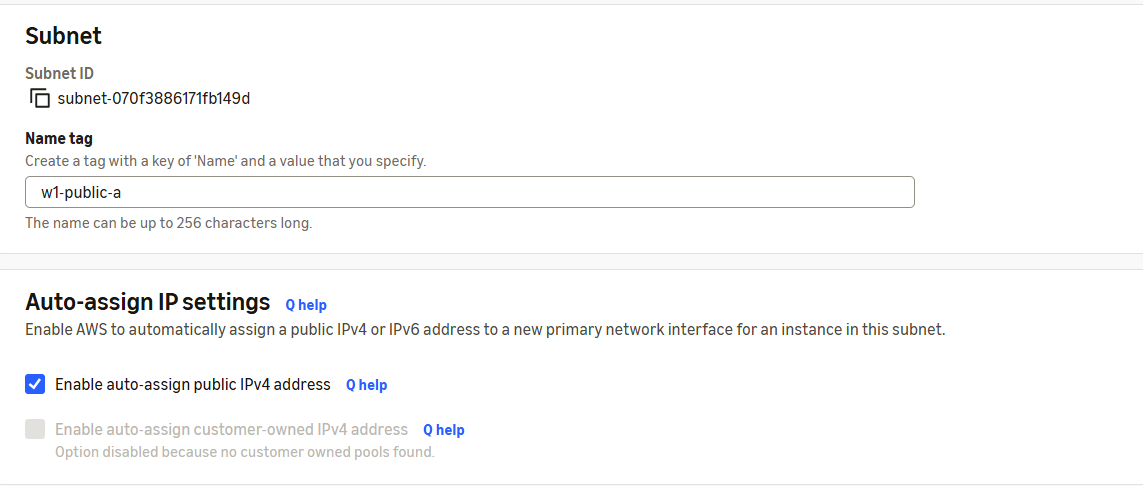 Subnet
Subnet ID
subnet-070f3886171fb149d
Name tag
Create a tag with a key of 'Name' and a value that you specify.
w1-public-a
The name can be up to 256 characters long.
Auto-assign IP settings Q help
Enable AWS to automatically assign a public IPv4 or IPv6 address to a new primary network interface for an instance in this subnet.
Enable auto-assign public IPv4 address Q help
Enable auto-assign customer-owned IPv4 address Q help
Option disabled because no customer owned pools found.